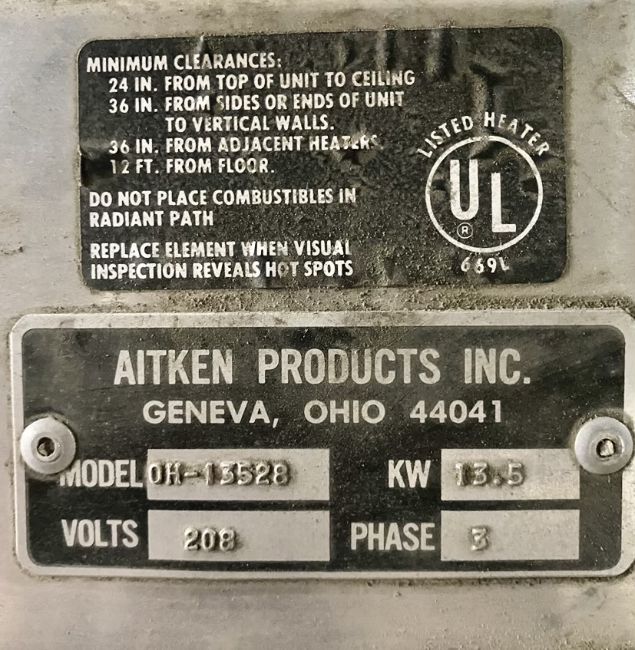 MINIMUM CLEARANCES:
24 IN. FROM TOP OF UNIT TO CEILING
36 IN. FROM SIDES OR ENDS OF UNIT
TO VERTICAL WALLS.
36 IN. FROM ADJACENT HEATERS.
12 FT. FROM FLOOR.
DO NOT PLACE COMBUSTIBLES IN
RADIANT PATH
REPLACE ELEMENT WHEN VISUAL
INSPECTION REVEALS HOT SPOTS
LISTED HEATER
UL
®
669L
AITKEN PRODUCTS INC.
GENEVA, OHIO 44041
MODEL OH-13528 KW 13.5
VOLTS 208 PHASE 3